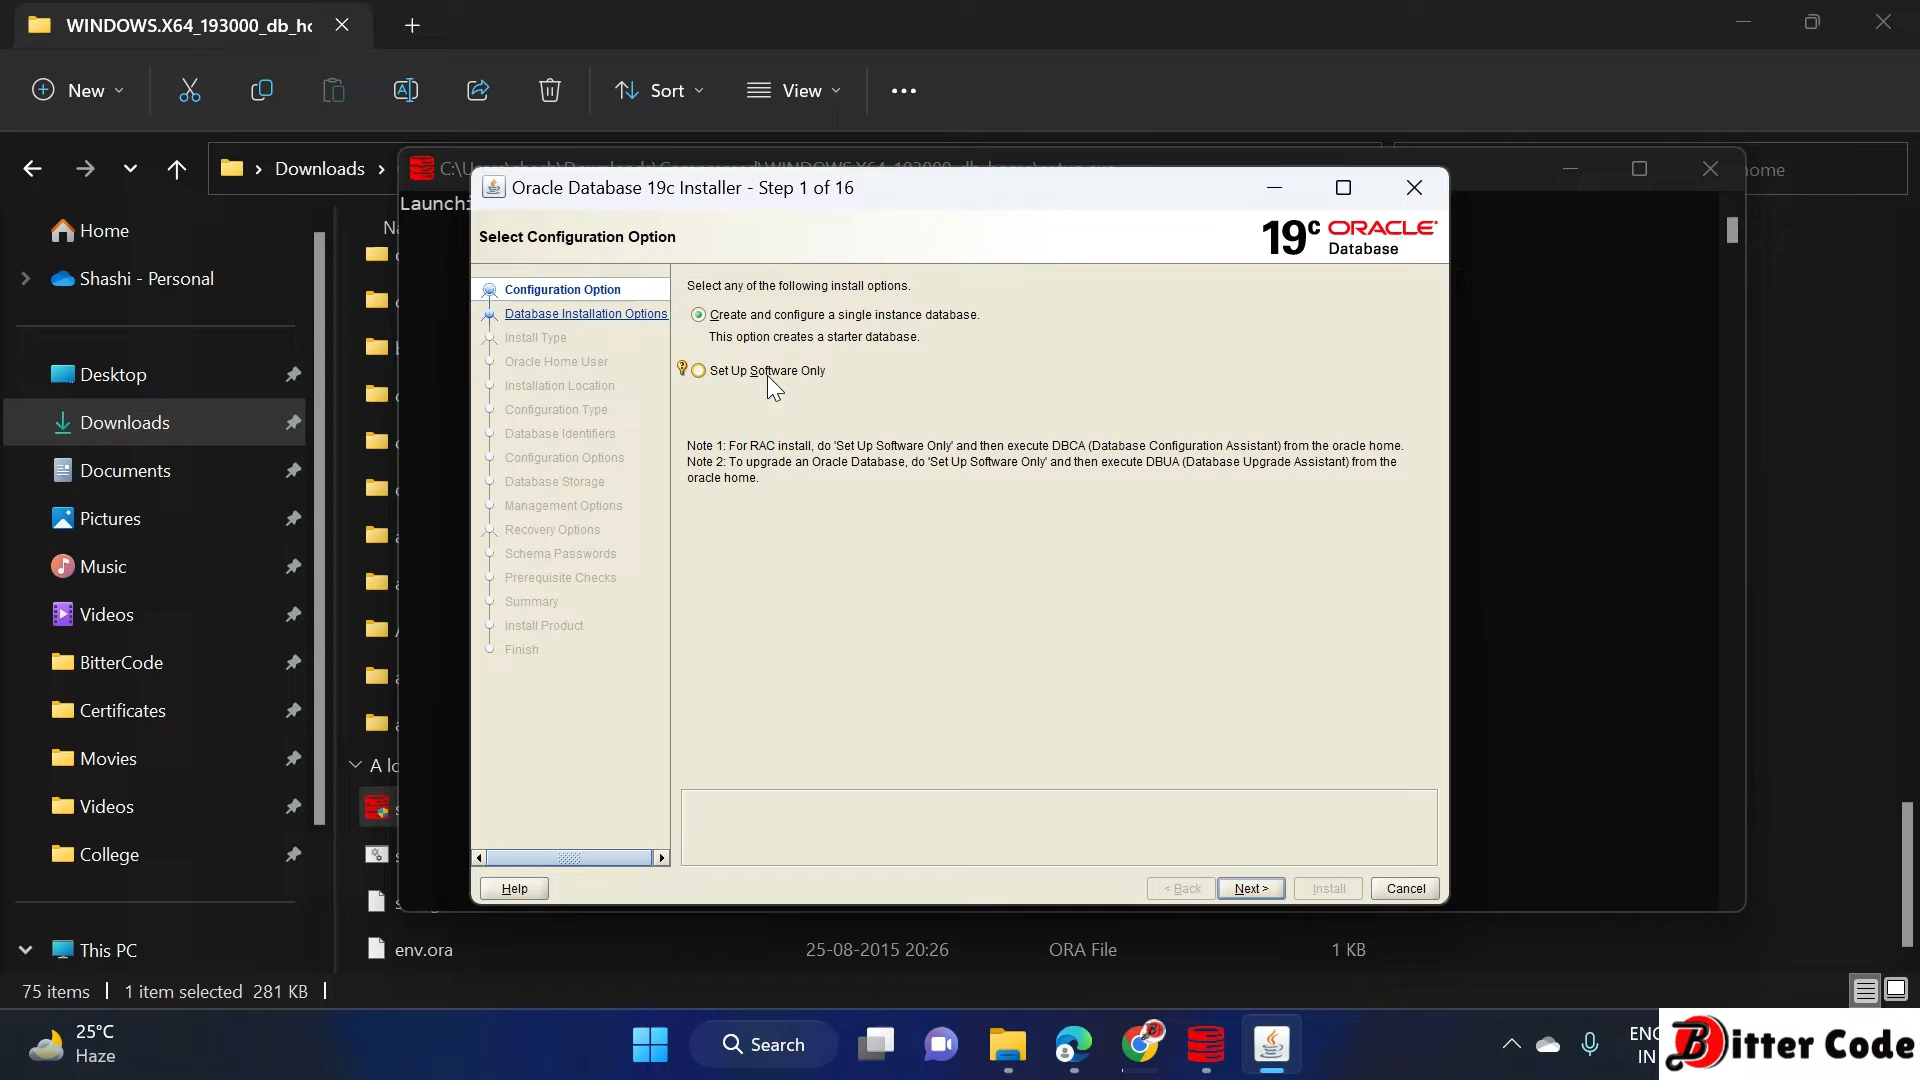 WINDOWS.X64_193000_db_hc
New
Sort
View
Downloads
Launchi
ome
Oracle Database 19c Installer - Step 1 of 16
Select Configuration Option
19c ORACLE
Database
Home
Shashi - Personal
Desktop
Downloads
Documents
Pictures
Music
Videos
BitterCode
Certificates
Movies
Videos
College
This PC
Configuration Option
Database Installation Options
Install Type
Oracle Home User
Installation Location
Configuration Type
Database Identifiers
Configuration Options
Database Storage
Management Options
Recovery Options
Schema Passwords
Prerequisite Checks
Summary
Install Product
Finish
Select any of the following install options.
Create and configure a single instance database.
This option creates a starter database.
Set Up Software Only
Note 1: For RAC install, do 'Set Up Software Only' and then execute DBCA (Database Configuration Assistant) from the oracle home.
Note 2: To upgrade an Oracle Database, do 'Set Up Software Only' and then execute DBUA (Database Upgrade Assistant) from the
oracle home.
Help
< Back
Next >
Install
Cancel
A lo
env.ora
25-08-2015 20:26
ORA File
1 KB
75 items
1 item selected 281 KB
25°C
Haze
Search
ENG
IN
Bitter Code